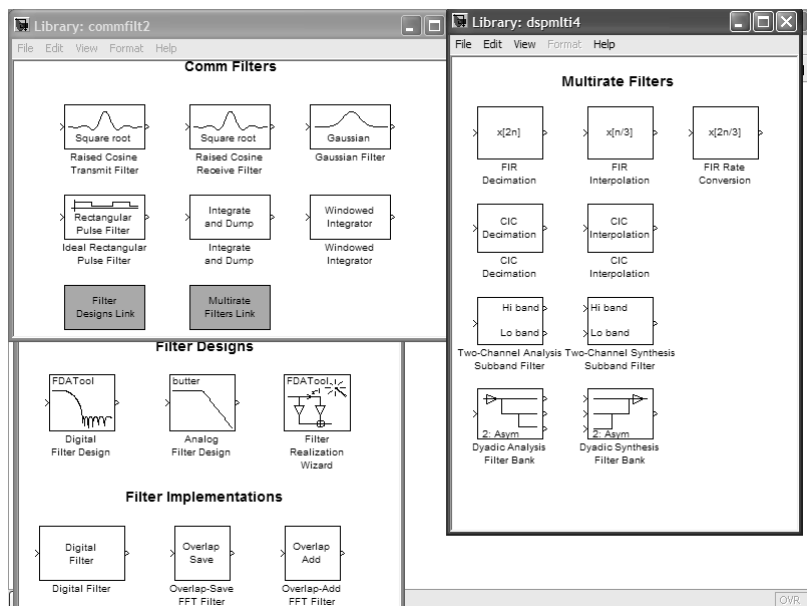 Library: commfilt2
File Edit View Format Help
Comm Filters
Square root
Raised Cosine
Transmit Filter
Square root
Raised Cosine
Receive Filter
Gaussian
Gaussian Filter
Rectangular
Pulse Filter
Ideal Rectangular
Pulse Filter
Integrate
and Dump
Integrate
and Dump
Windowed
Integrator
Windowed
Integrator
Filter
Designs Link
Multirate
Filters Link
Filter Designs
FDATool
Digital
Filter Design
butter
Analog
Filter Design
FDATool
Filter
Realization
Wizard
Filter Implementations
Digital
Filter
Digital Filter
Overlap
Save
Overlap-Save
FFT Filter
Overlap
Add
Overlap-Add
FFT Filter
Library: dspmlti4
File Edit View Format Help
Multirate Filters
x[2n]
FIR
Decimation
x[n/3]
FIR
Interpolation
x[2n/3]
FIR Rate
Conversion
CIC
Decimation
CIC
Decimation
CIC
Interpolation
CIC
Interpolation
Hi band
Lo band
Two-Channel Analysis
Subband Filter
Hi band
Lo band
Two-Channel Synthesis
Subband Filter
2: Asym
Dyadic Analysis
Filter Bank
2: Asym
Dyadic Synthesis
Filter Bank
OVR